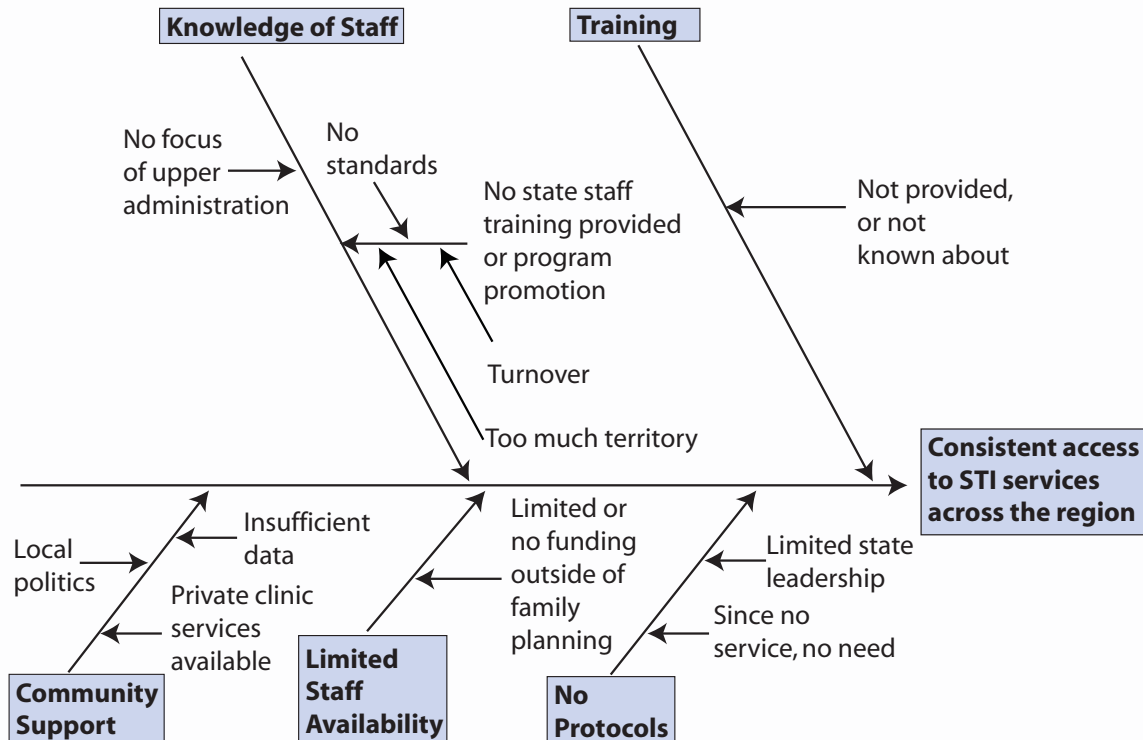 Knowledge of Staff
Training
No focus
of upper
administration
No
standards
No state staff
training provided
or program
promotion
Not provided,
or not
known about
Turnover
Too much territory
Consistent access
to STI services
across the region
Local
politics
Insufficient
data
Private clinic
services
available
Limited or
no funding
outside of
family
planning
Limited state
leadership
Since no
service, no need
Community
Support
Limited
Staff
Availability
No
Protocols